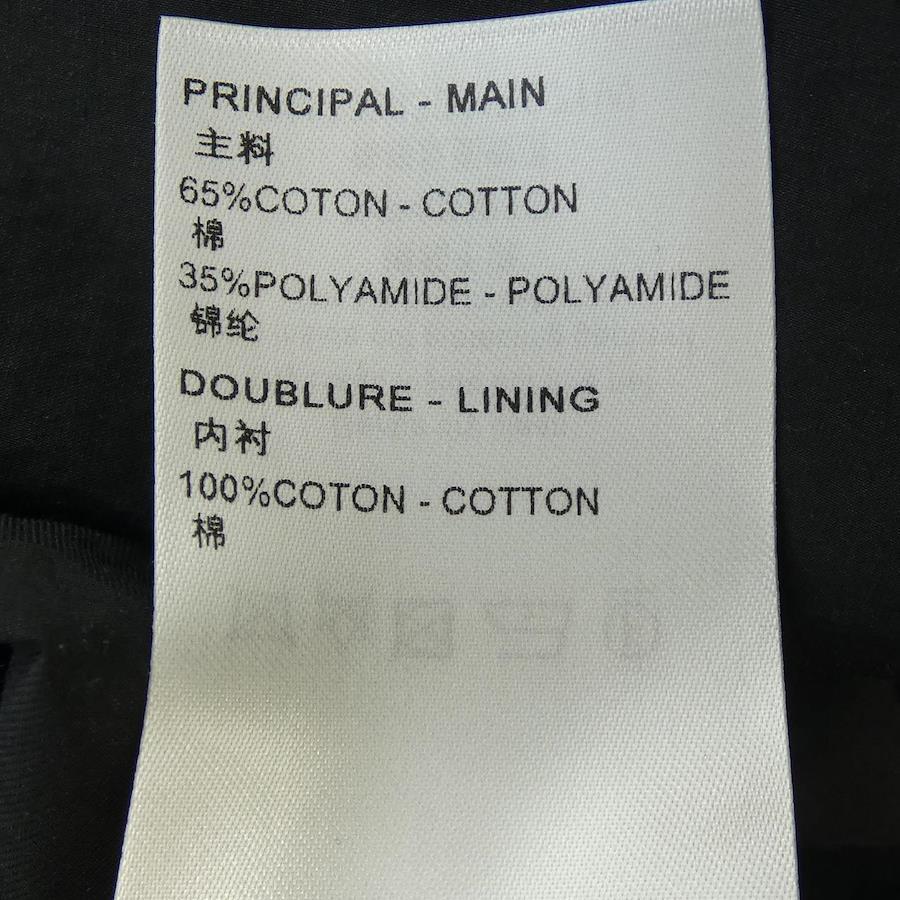 PRINCIPAL - MAIN
主料
65%COTON - COTTON
棉
35%POLYAMIDE - POLYAMIDE
锦纶
DOUBLURE - LINING
内衬
100%COTON - COTTON
棉